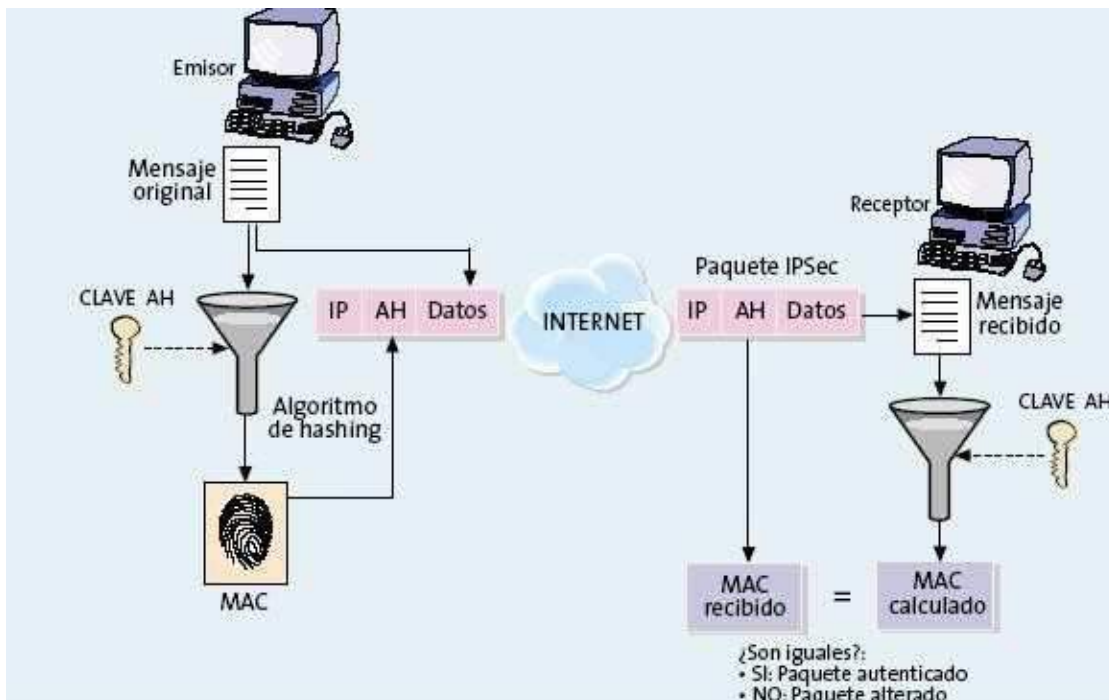 Emisor
Mensaje
original
CLAVE AH
IP AH Datos
Algoritmo
de hashing
MAC
INTERNET
Paquete IPSec
IP AH Datos
Receptor
Mensaje
recibido
CLAVE AH
MAC
recibido
=
MAC
calculado
¿Son iguales?:
• SI: Paquete autenticado
• NO: Paquete alterado